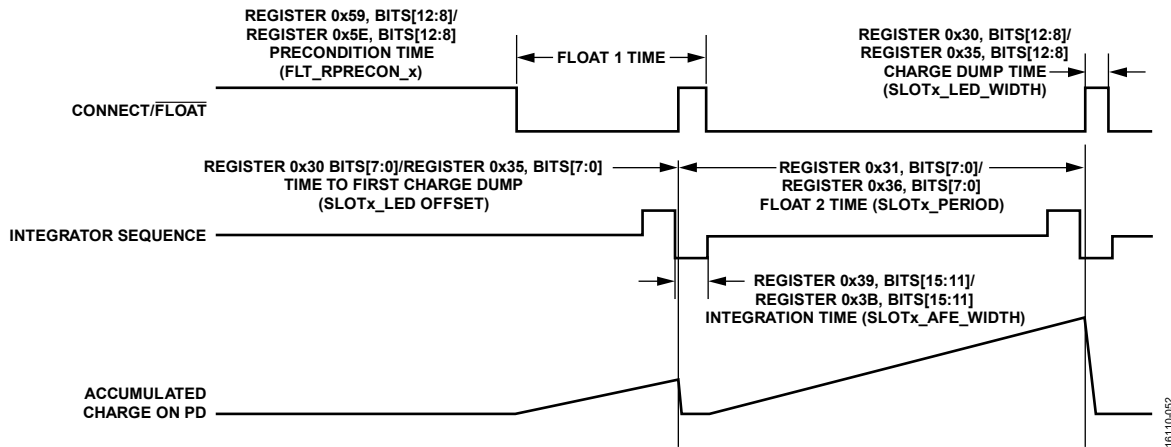 REGISTER 0x59, BITS[12:8]/
REGISTER 0x5E, BITS[12:8]
PRECONDITION TIME
(FLT_RPRECON_x)
FLOAT 1 TIME
REGISTER 0x30, BITS[12:8]/
REGISTER 0x35, BITS[12:8]
CHARGE DUMP TIME
(SLOTx_LED_WIDTH)
CONNECT/FLOAT
REGISTER 0x30 BITS[7:0]/REGISTER 0x35, BITS[7:0]
TIME TO FIRST CHARGE DUMP
(SLOTx_LED OFFSET)
REGISTER 0x31, BITS[7:0]/
REGISTER 0x36, BITS[7:0]
FLOAT 2 TIME (SLOTx_PERIOD)
INTEGRATOR SEQUENCE
REGISTER 0x39, BITS[15:11]/
REGISTER 0x3B, BITS[15:11]
INTEGRATION TIME (SLOTx_AFE_WIDTH)
ACCUMULATED
CHARGE ON PD
16110-052